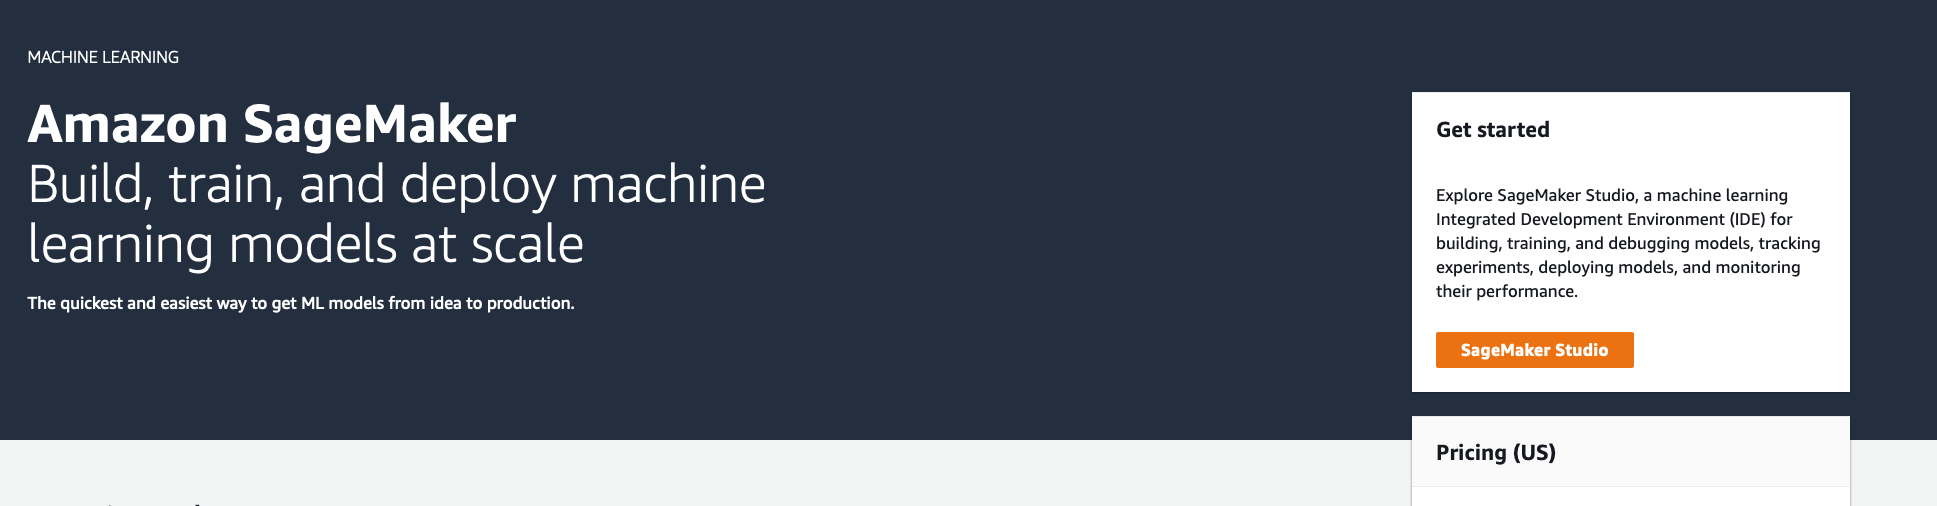 MACHINE LEARNING
Amazon SageMaker
Build, train, and deploy machine
learning models at scale
The quickest and easiest way to get ML models from idea to production.
Get started
Explore SageMaker Studio, a machine learning
Integrated Development Environment (IDE) for
building, training, and debugging models, tracking
experiments, deploying models, and monitoring
their performance.
SageMaker Studio
Pricing (US)